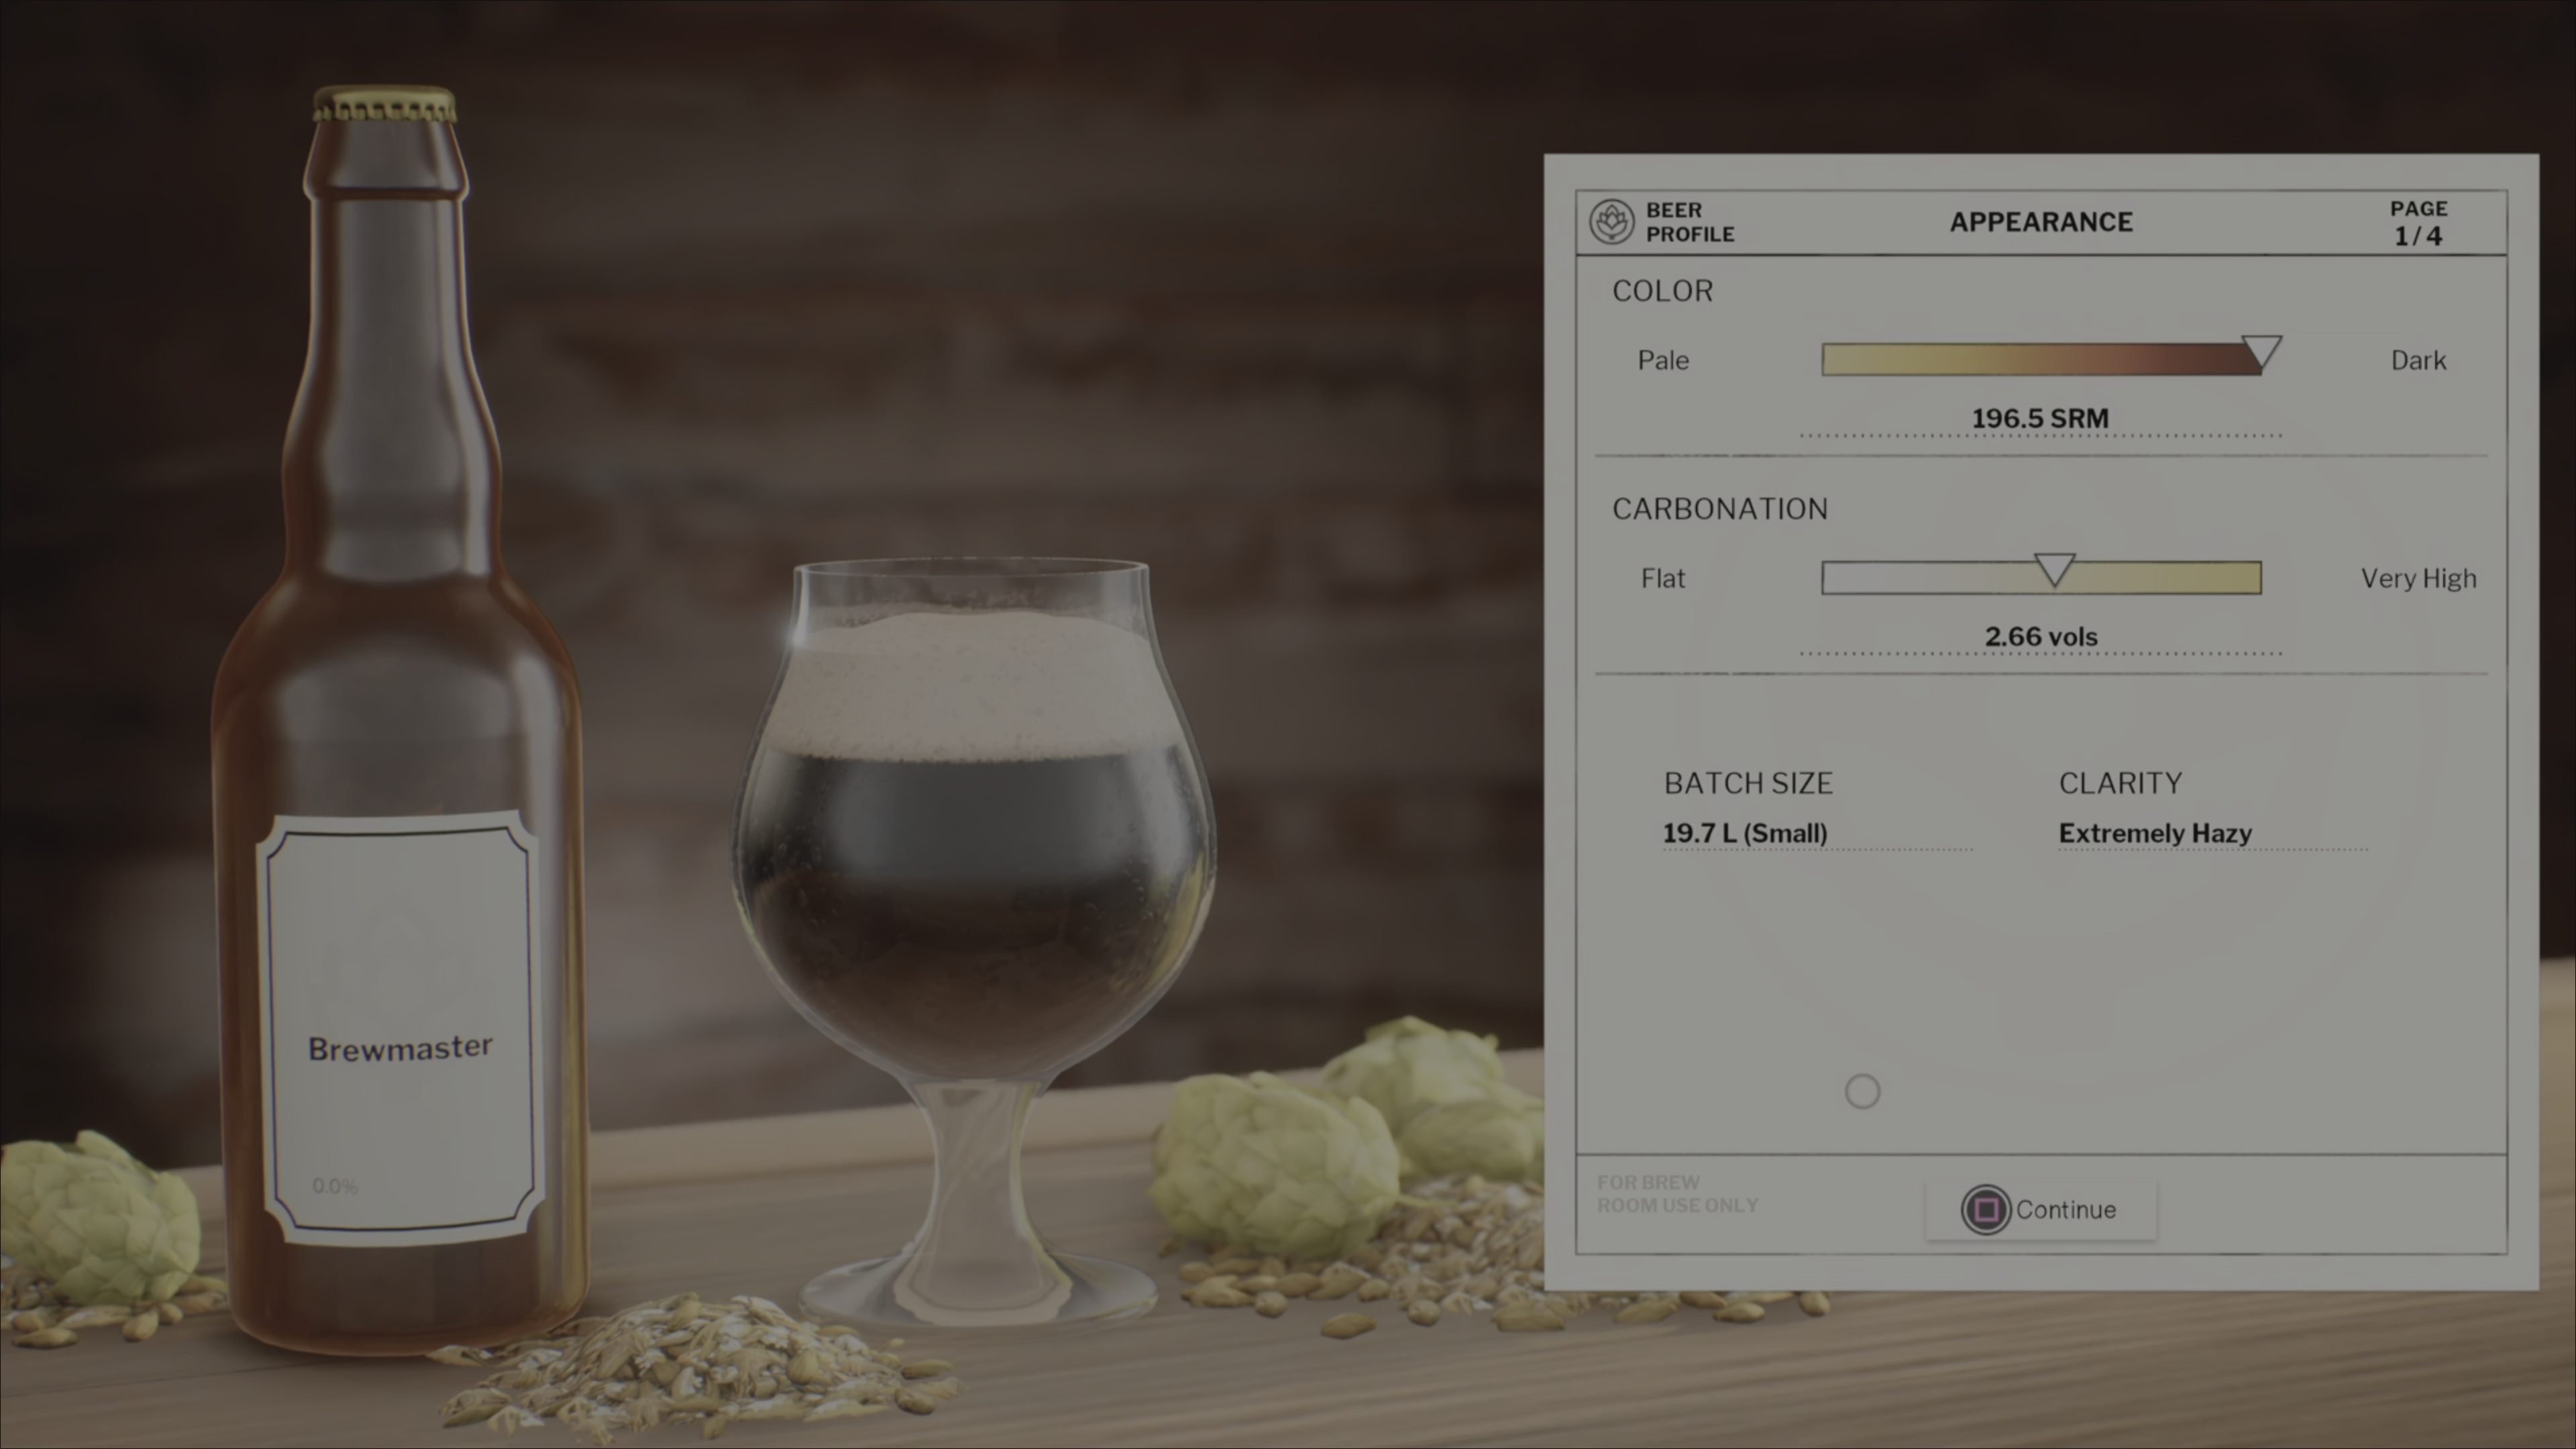 BEER
PROFILE
APPEARANCE
PAGE
1/4
COLOR
Pale
Dark
196.5 SRM
CARBONATION
Flat
Very High
2.66 vols
BATCH SIZE
CLARITY
19.7 L (Small)
Extremely Hazy
Brewmaster
0.0%
FOR BREW
ROOM USE ONLY
Continue